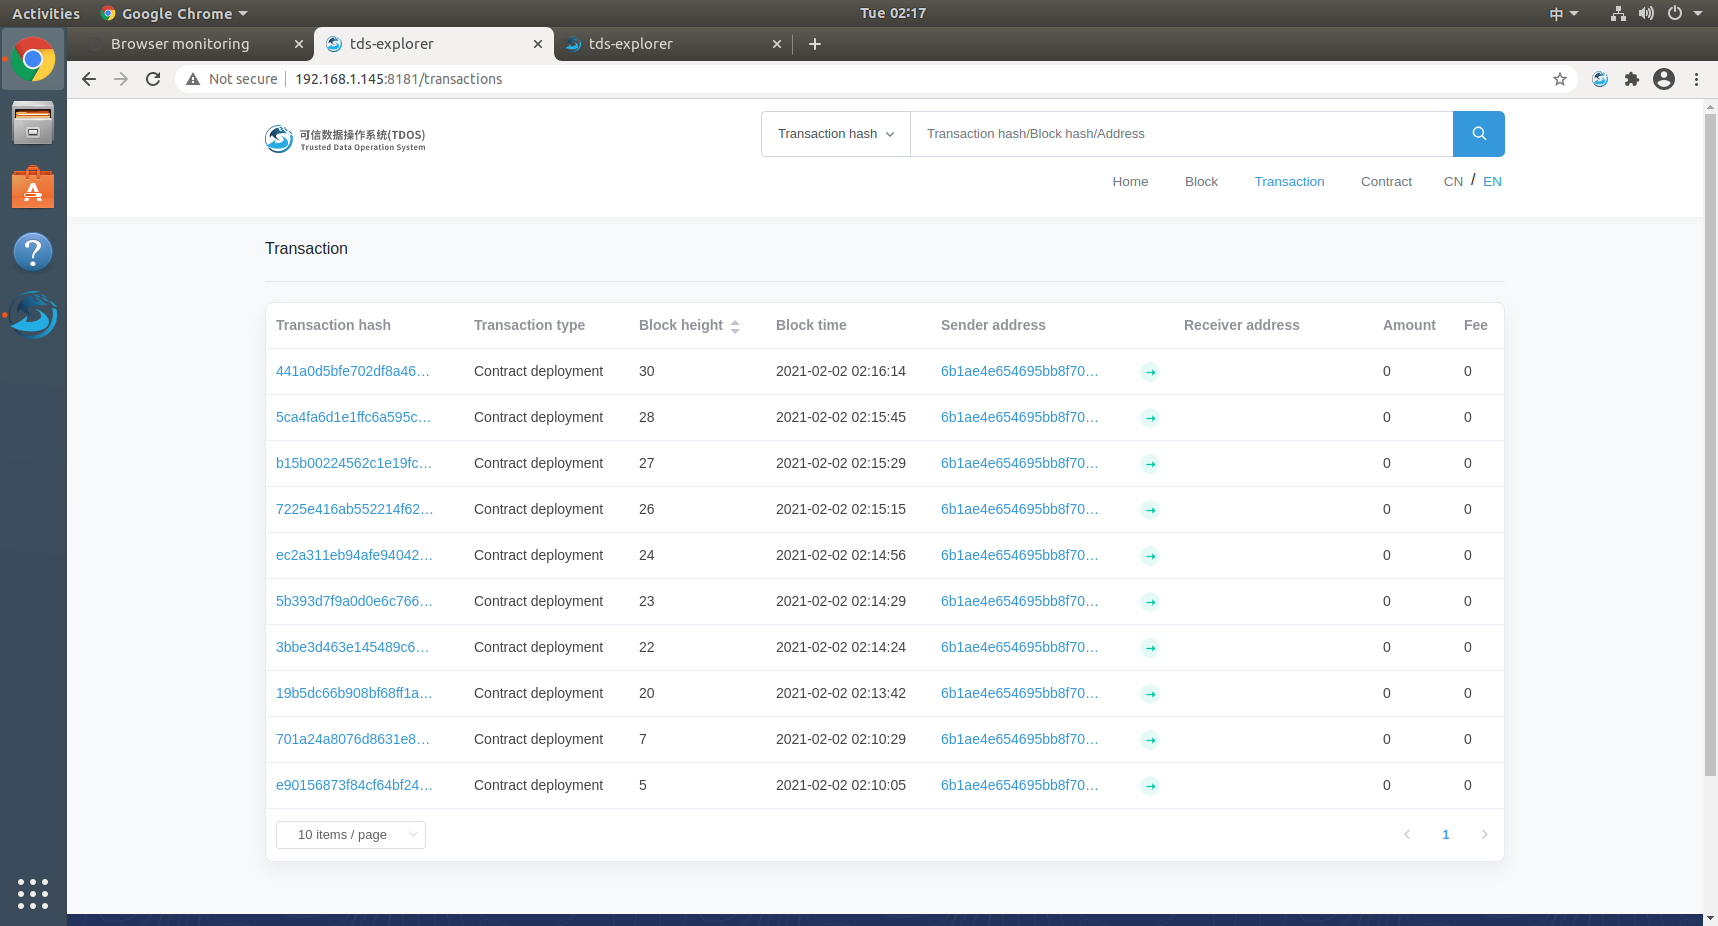 Activities Google Chrome Tue 02:17 中
Browser monitoring tds-explorer tds-explorer
Not secure 192.168.1.145:8181/transactions
可信数据操作系统(TDOS)
Trusted Data Operation System
Transaction hash Transaction hash/Block hash/Address
Home Block Transaction Contract CN / EN
Transaction
Transaction hash Transaction type Block height Block time Sender address Receiver address Amount Fee
441a0d5bfe702df8a46… Contract deployment 30 2021-02-02 02:16:14 6b1ae4e654695bb8f70… → 0 0
5ca4fa6d1e1ffc6a595c… Contract deployment 28 2021-02-02 02:15:45 6b1ae4e654695bb8f70… → 0 0
b15b00224562c1e19fc… Contract deployment 27 2021-02-02 02:15:29 6b1ae4e654695bb8f70… → 0 0
7225e416ab552214f62… Contract deployment 26 2021-02-02 02:15:15 6b1ae4e654695bb8f70… → 0 0
ec2a311eb94afe94042… Contract deployment 24 2021-02-02 02:14:56 6b1ae4e654695bb8f70… → 0 0
5b393d7f9a0d0e6c766… Contract deployment 23 2021-02-02 02:14:29 6b1ae4e654695bb8f70… → 0 0
3bbe3d463e145489c6… Contract deployment 22 2021-02-02 02:14:24 6b1ae4e654695bb8f70… → 0 0
19b5dc66b908bf68ff1a… Contract deployment 20 2021-02-02 02:13:42 6b1ae4e654695bb8f70… → 0 0
701a24a8076d8631e8… Contract deployment 7 2021-02-02 02:10:29 6b1ae4e654695bb8f70… → 0 0
e90156873f84cf64bf24… Contract deployment 5 2021-02-02 02:10:05 6b1ae4e654695bb8f70… → 0 0
10 items / page 1